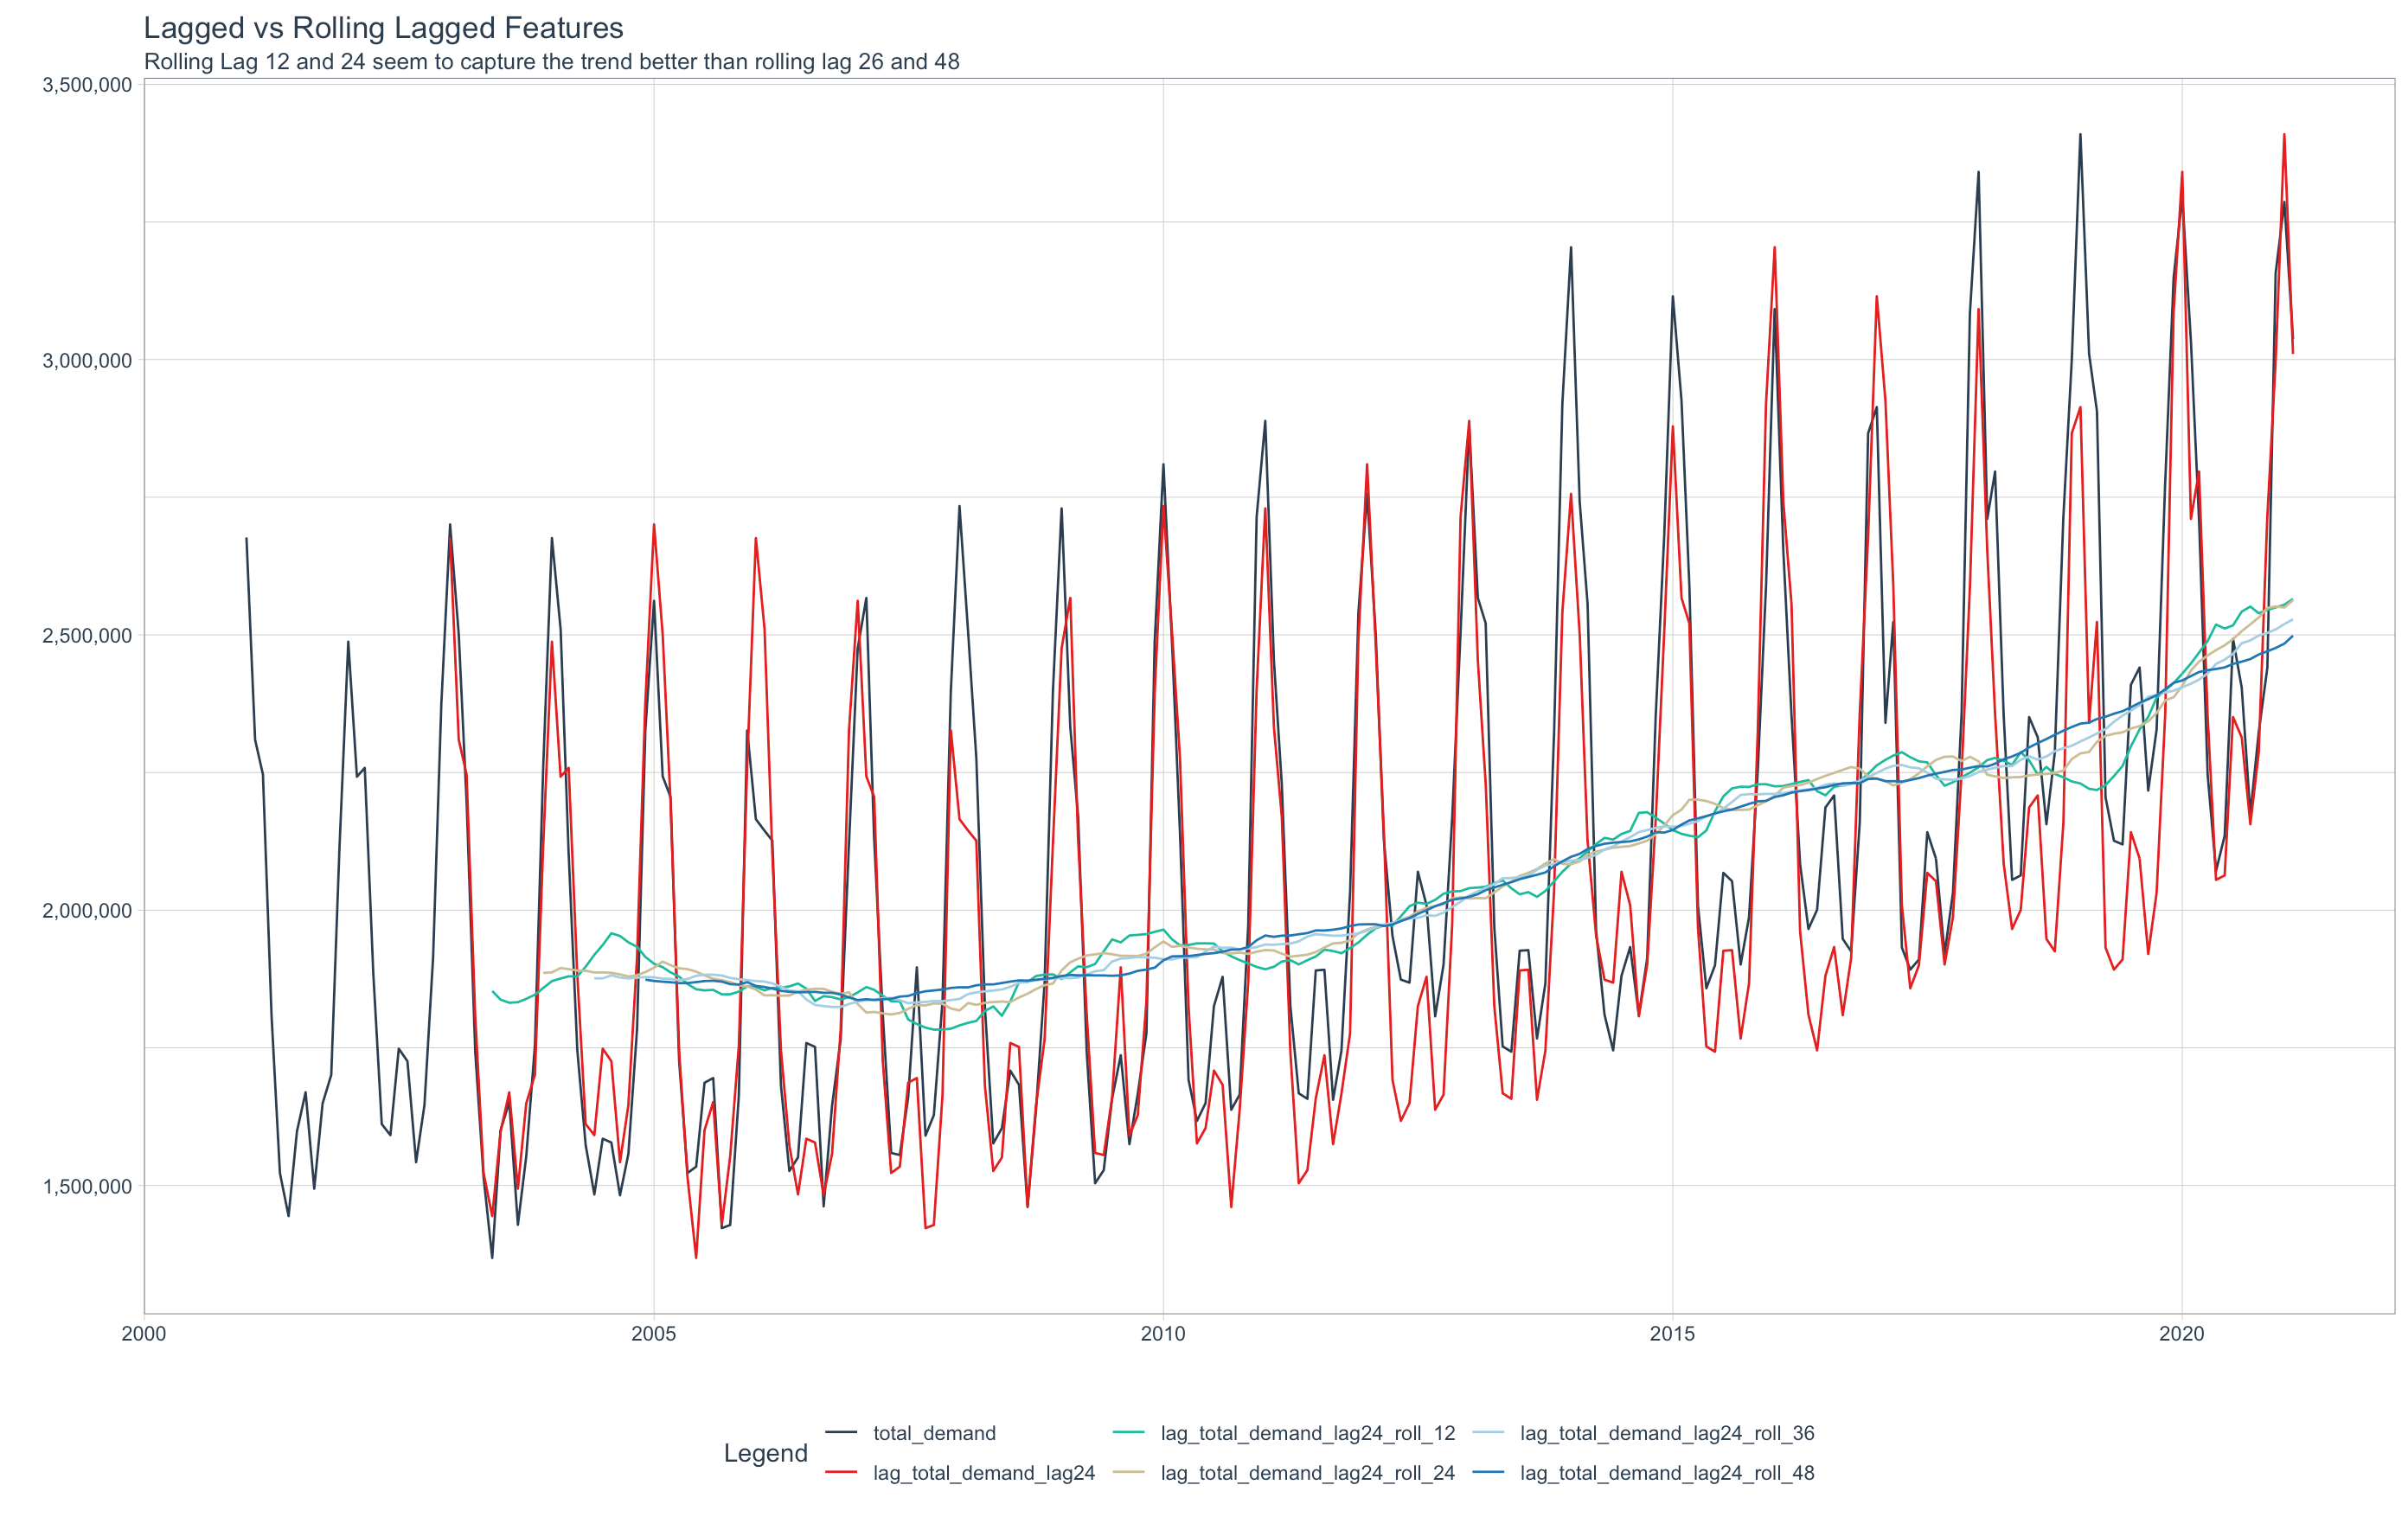 Lagged vs Rolling Lagged Features
Rolling Lag 12 and 24 seem to capture the trend better than rolling lag 26 and 48
3,500,000
3,000,000
2,500,000
2,000,000
1,500,000
2000 2005 2010 2015 2020
Legend
total_demand lag_total_demand_lag24_roll_12 lag_total_demand_lag24_roll_36
lag_total_demand_lag24 lag_total_demand_lag24_roll_24 lag_total_demand_lag24_roll_48